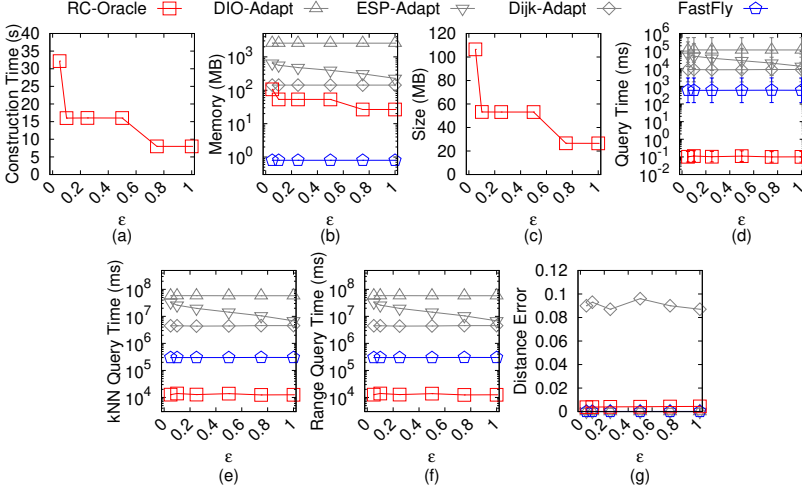 RC-Oracle DIO-Adapt ESP-Adapt Dijk-Adapt FastFly
Construction Time (s)
40
35
30
25
20
15
10
5
0
0 0.2 0.4 0.6 0.8 1
ε
(a)
Memory (MB)
10^3
10^2
10^1
10^0
0 0.2 0.4 0.6 0.8 1
ε
(b)
Size (MB)
120
100
80
60
40
20
0
0 0.2 0.4 0.6 0.8 1
ε
(c)
Query Time (ms)
10^6
10^5
10^4
10^3
10^2
10^1
10^0
10^-1
10^-2
0 0.2 0.4 0.6 0.8 1
ε
(d)
kNN Query Time (ms)
10^8
10^7
10^6
10^5
10^4
0 0.2 0.4 0.6 0.8 1
ε
(e)
Range Query Time (ms)
10^8
10^7
10^6
10^5
10^4
0 0.2 0.4 0.6 0.8 1
ε
(f)
Distance Error
0.12
0.1
0.08
0.06
0.04
0.02
0
0 0.2 0.4 0.6 0.8 1
ε
(g)